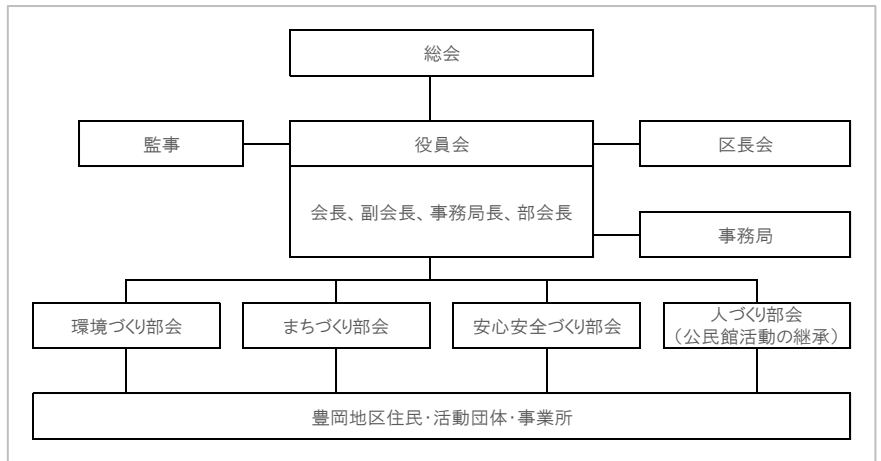 総会
監事
役員会
区長会
会長、副会長、事務局長、部会長
事務局
環境づくり部会
まちづくり部会
安心安全づくり部会
人づくり部会
（公民館活動の継承）
豊岡地区住民・活動団体・事業所